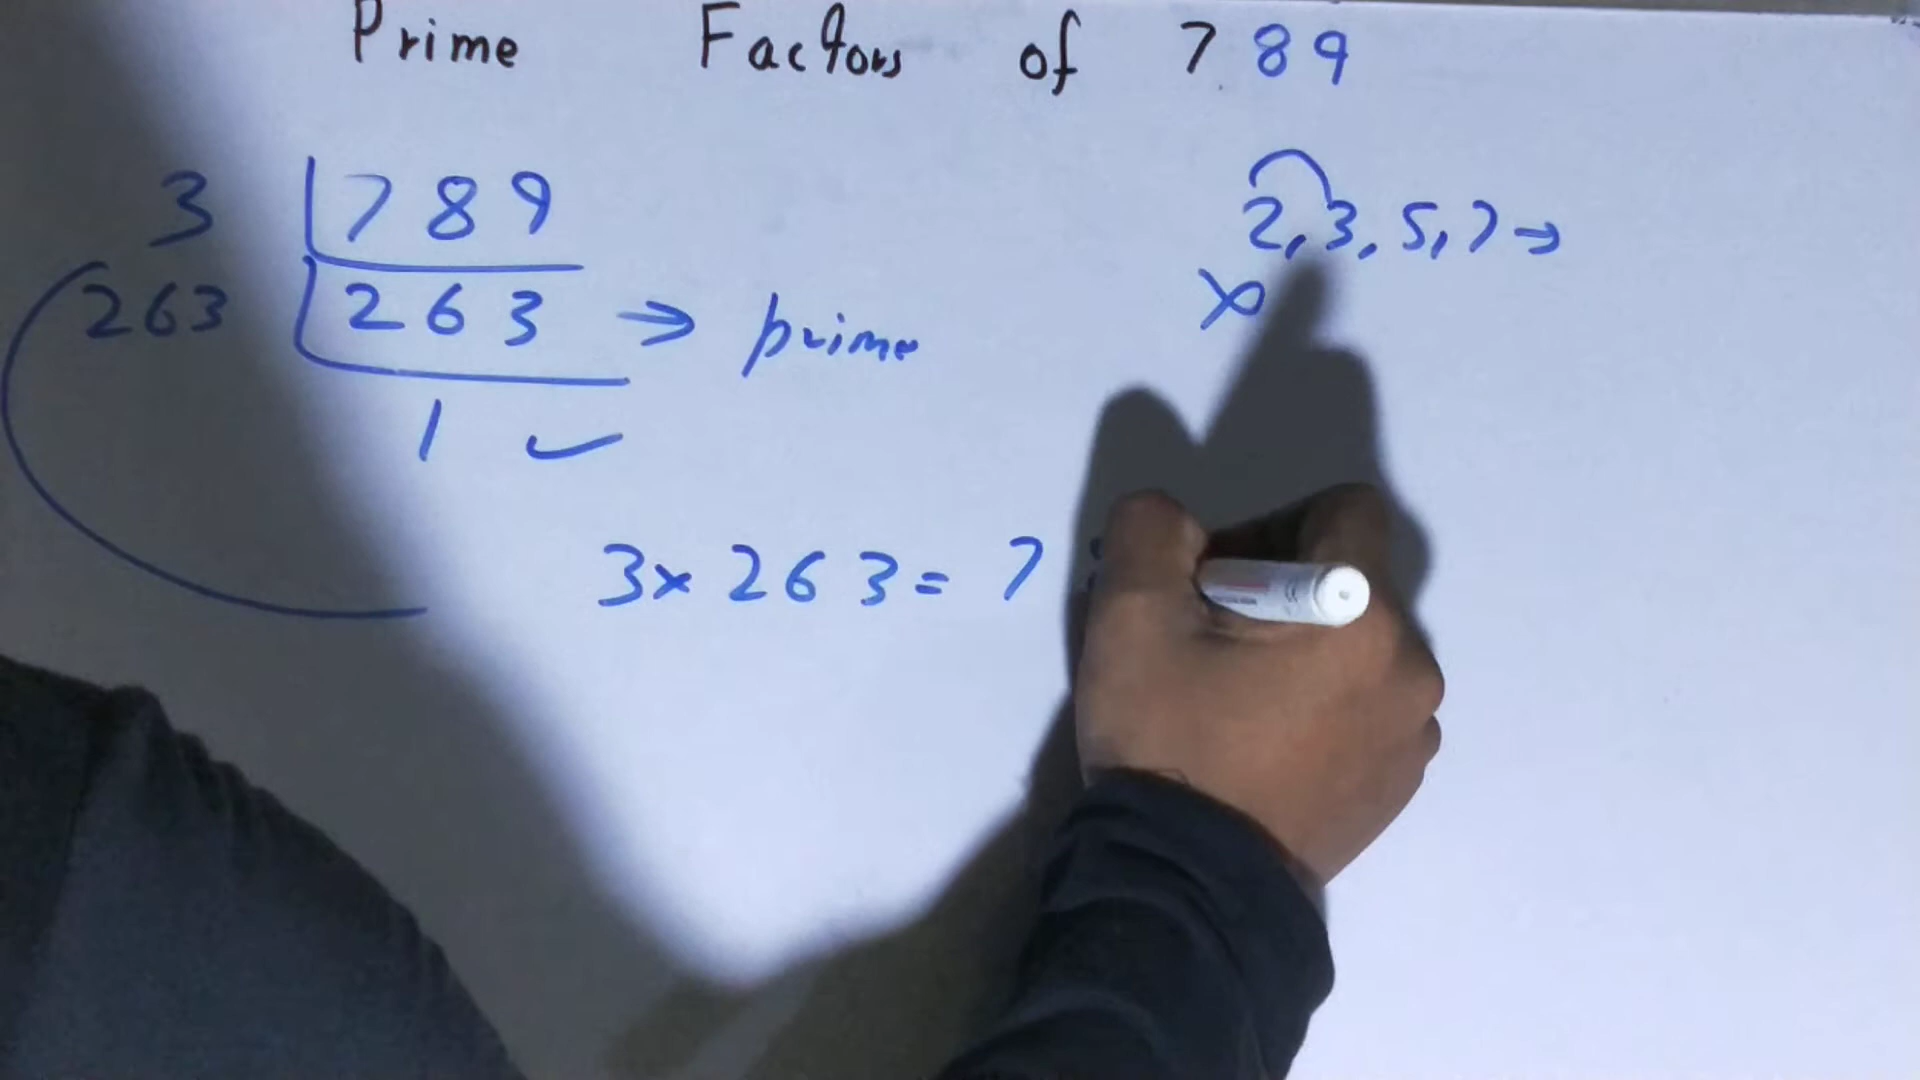 Prime Factors of 789
3 | 789
263 | 263 → prime
1 ✓
2, 3, 5, 7 →
×
3 × 263 = 7